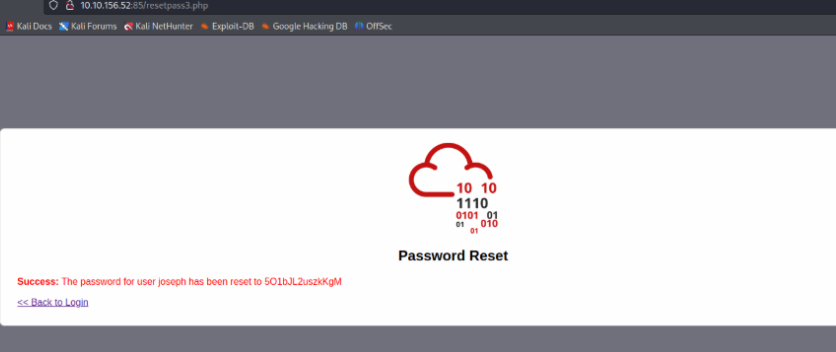 10.10.156.52:85/resetpass3.php
Kali Docs Kali Forums Kali NetHunter Exploit-DB Google Hacking DB OffSec
10 10
1110
0101 01
01 010
01
Password Reset
Success: The password for user joseph has been reset to 5O1bJL2uszkKgM
<< Back to Login